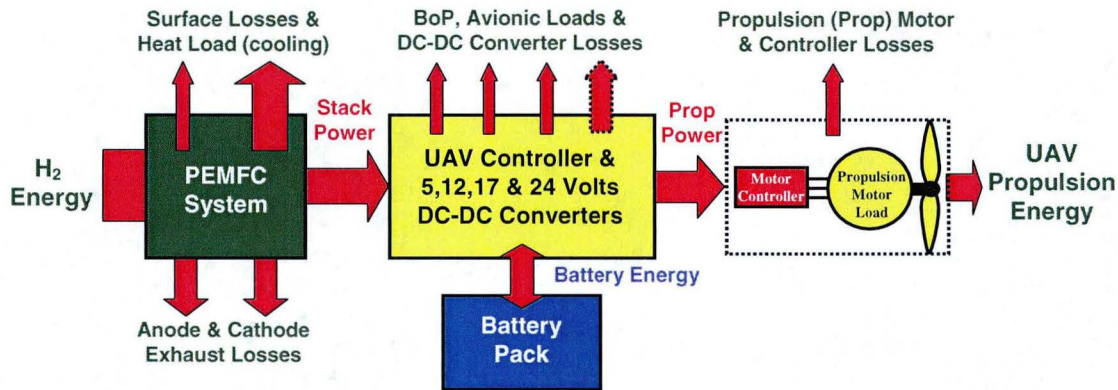 Surface Losses &
Heat Load (cooling)
BoP, Avionic Loads &
DC-DC Converter Losses
Propulsion (Prop) Motor
& Controller Losses
H₂
Energy
PEMFC
System
Stack
Power
UAV Controller &
5,12,17 & 24 Volts
DC-DC Converters
Prop
Power
Motor
Controller
Propulsion
Motor
Load
UAV
Propulsion
Energy
Anode & Cathode
Exhaust Losses
Battery Energy
Battery
Pack